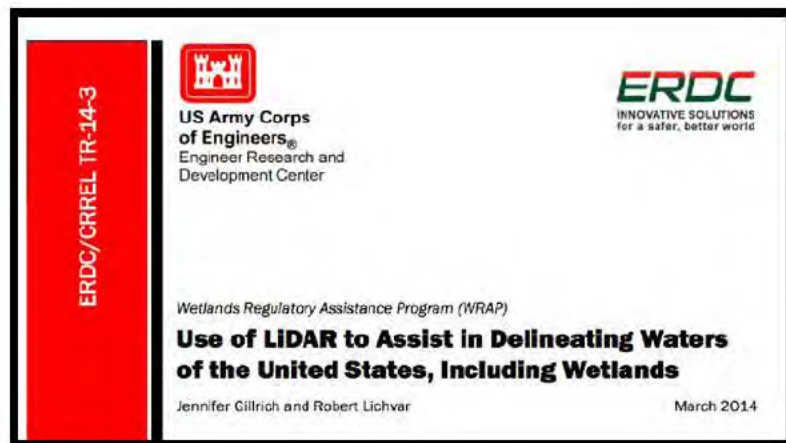 ERDC/CRREL TR-14-3
US Army Corps
of Engineers®
Engineer Research and
Development Center
ERDC
INNOVATIVE SOLUTIONS
for a safer, better world
Wetlands Regulatory Assistance Program (WRAP)
Use of LiDAR to Assist in Delineating Waters
of the United States, Including Wetlands
Jennifer Gillrich and Robert Lichvar
March 2014